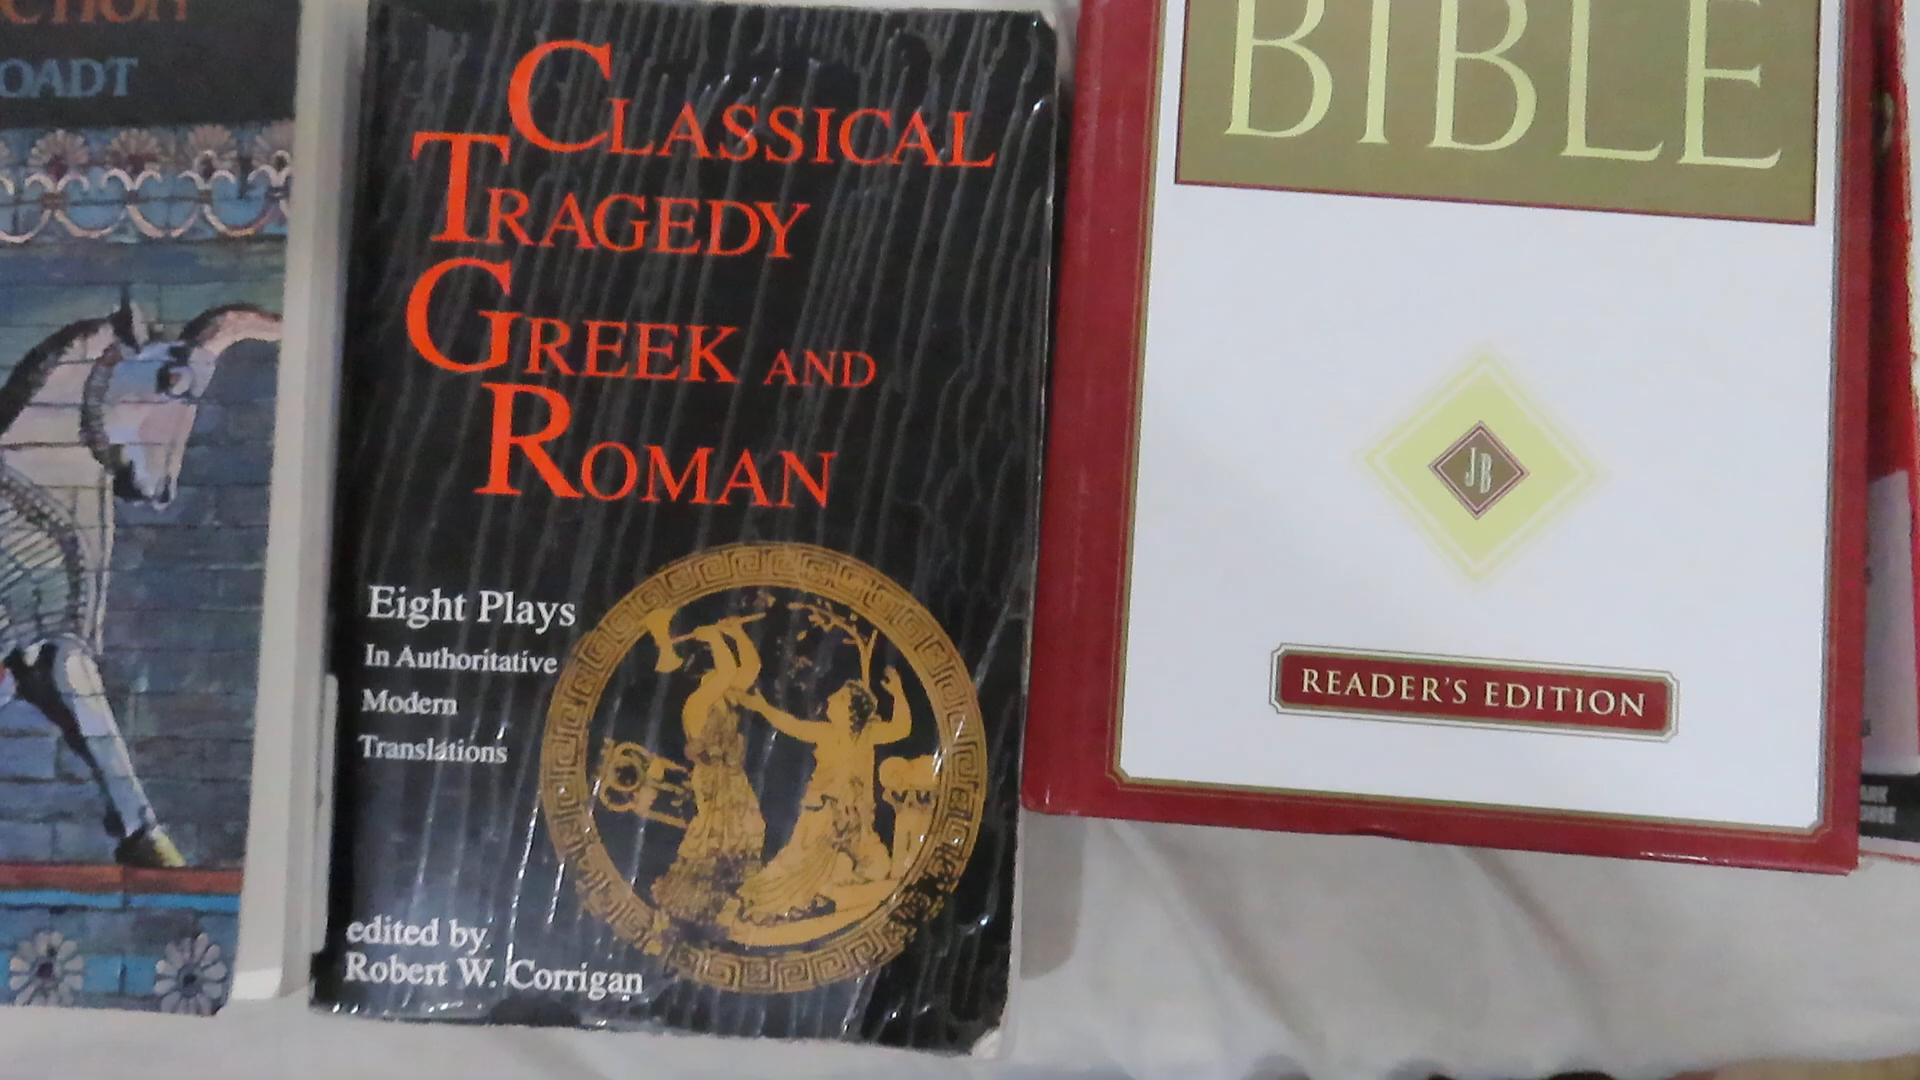 CTION
OADT
CLASSICAL
TRAGEDY
GREEK AND
ROMAN
Eight Plays
In Authoritative
Modern
Translations
edited by
Robert W. Corrigan
BIBLE
JB
READER'S EDITION